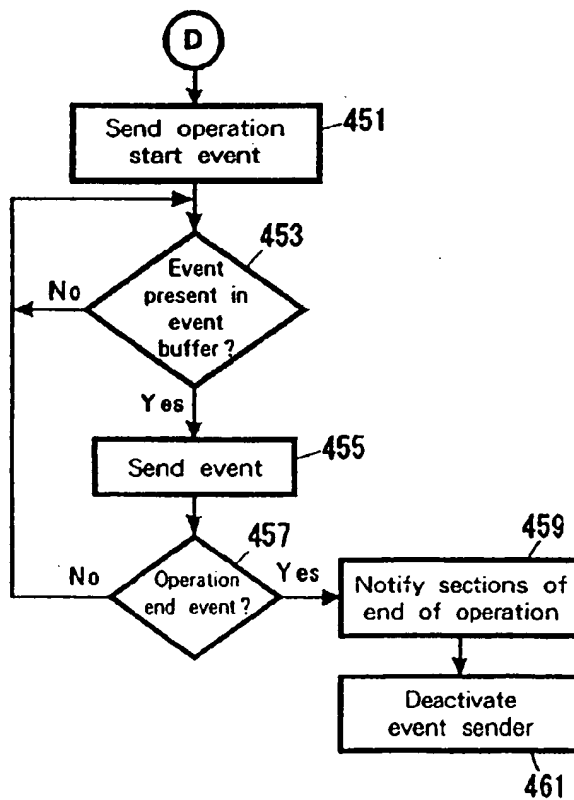 D
Send operation
start event
451
453
Event
present in
event
buffer?
No
Yes
Send event
455
457
Operation
end event?
No
Yes
459
Notify sections of
end of operation
Deactivate
event sender
461